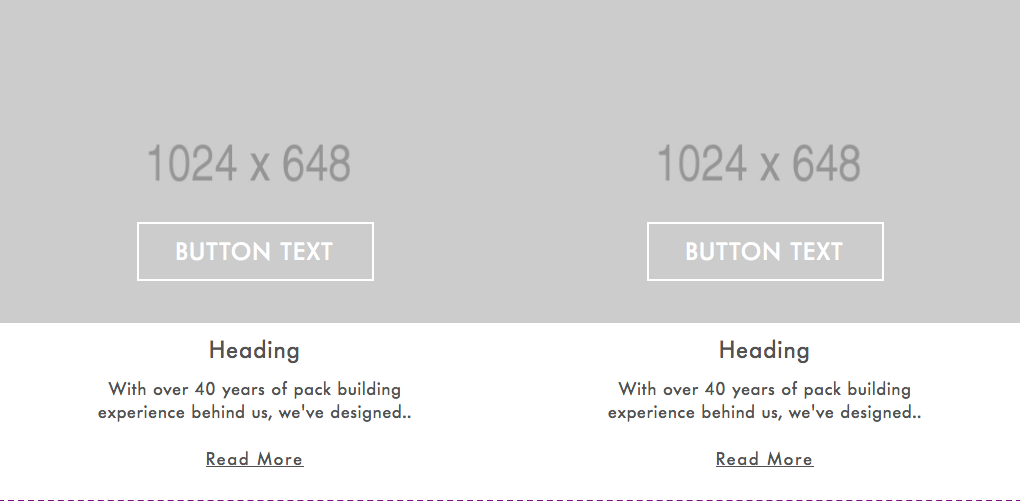 1024 x 648
BUTTON TEXT
Heading
With over 40 years of pack building
experience behind us, we've designed..
Read More
1024 x 648
BUTTON TEXT
Heading
With over 40 years of pack building
experience behind us, we've designed..
Read More